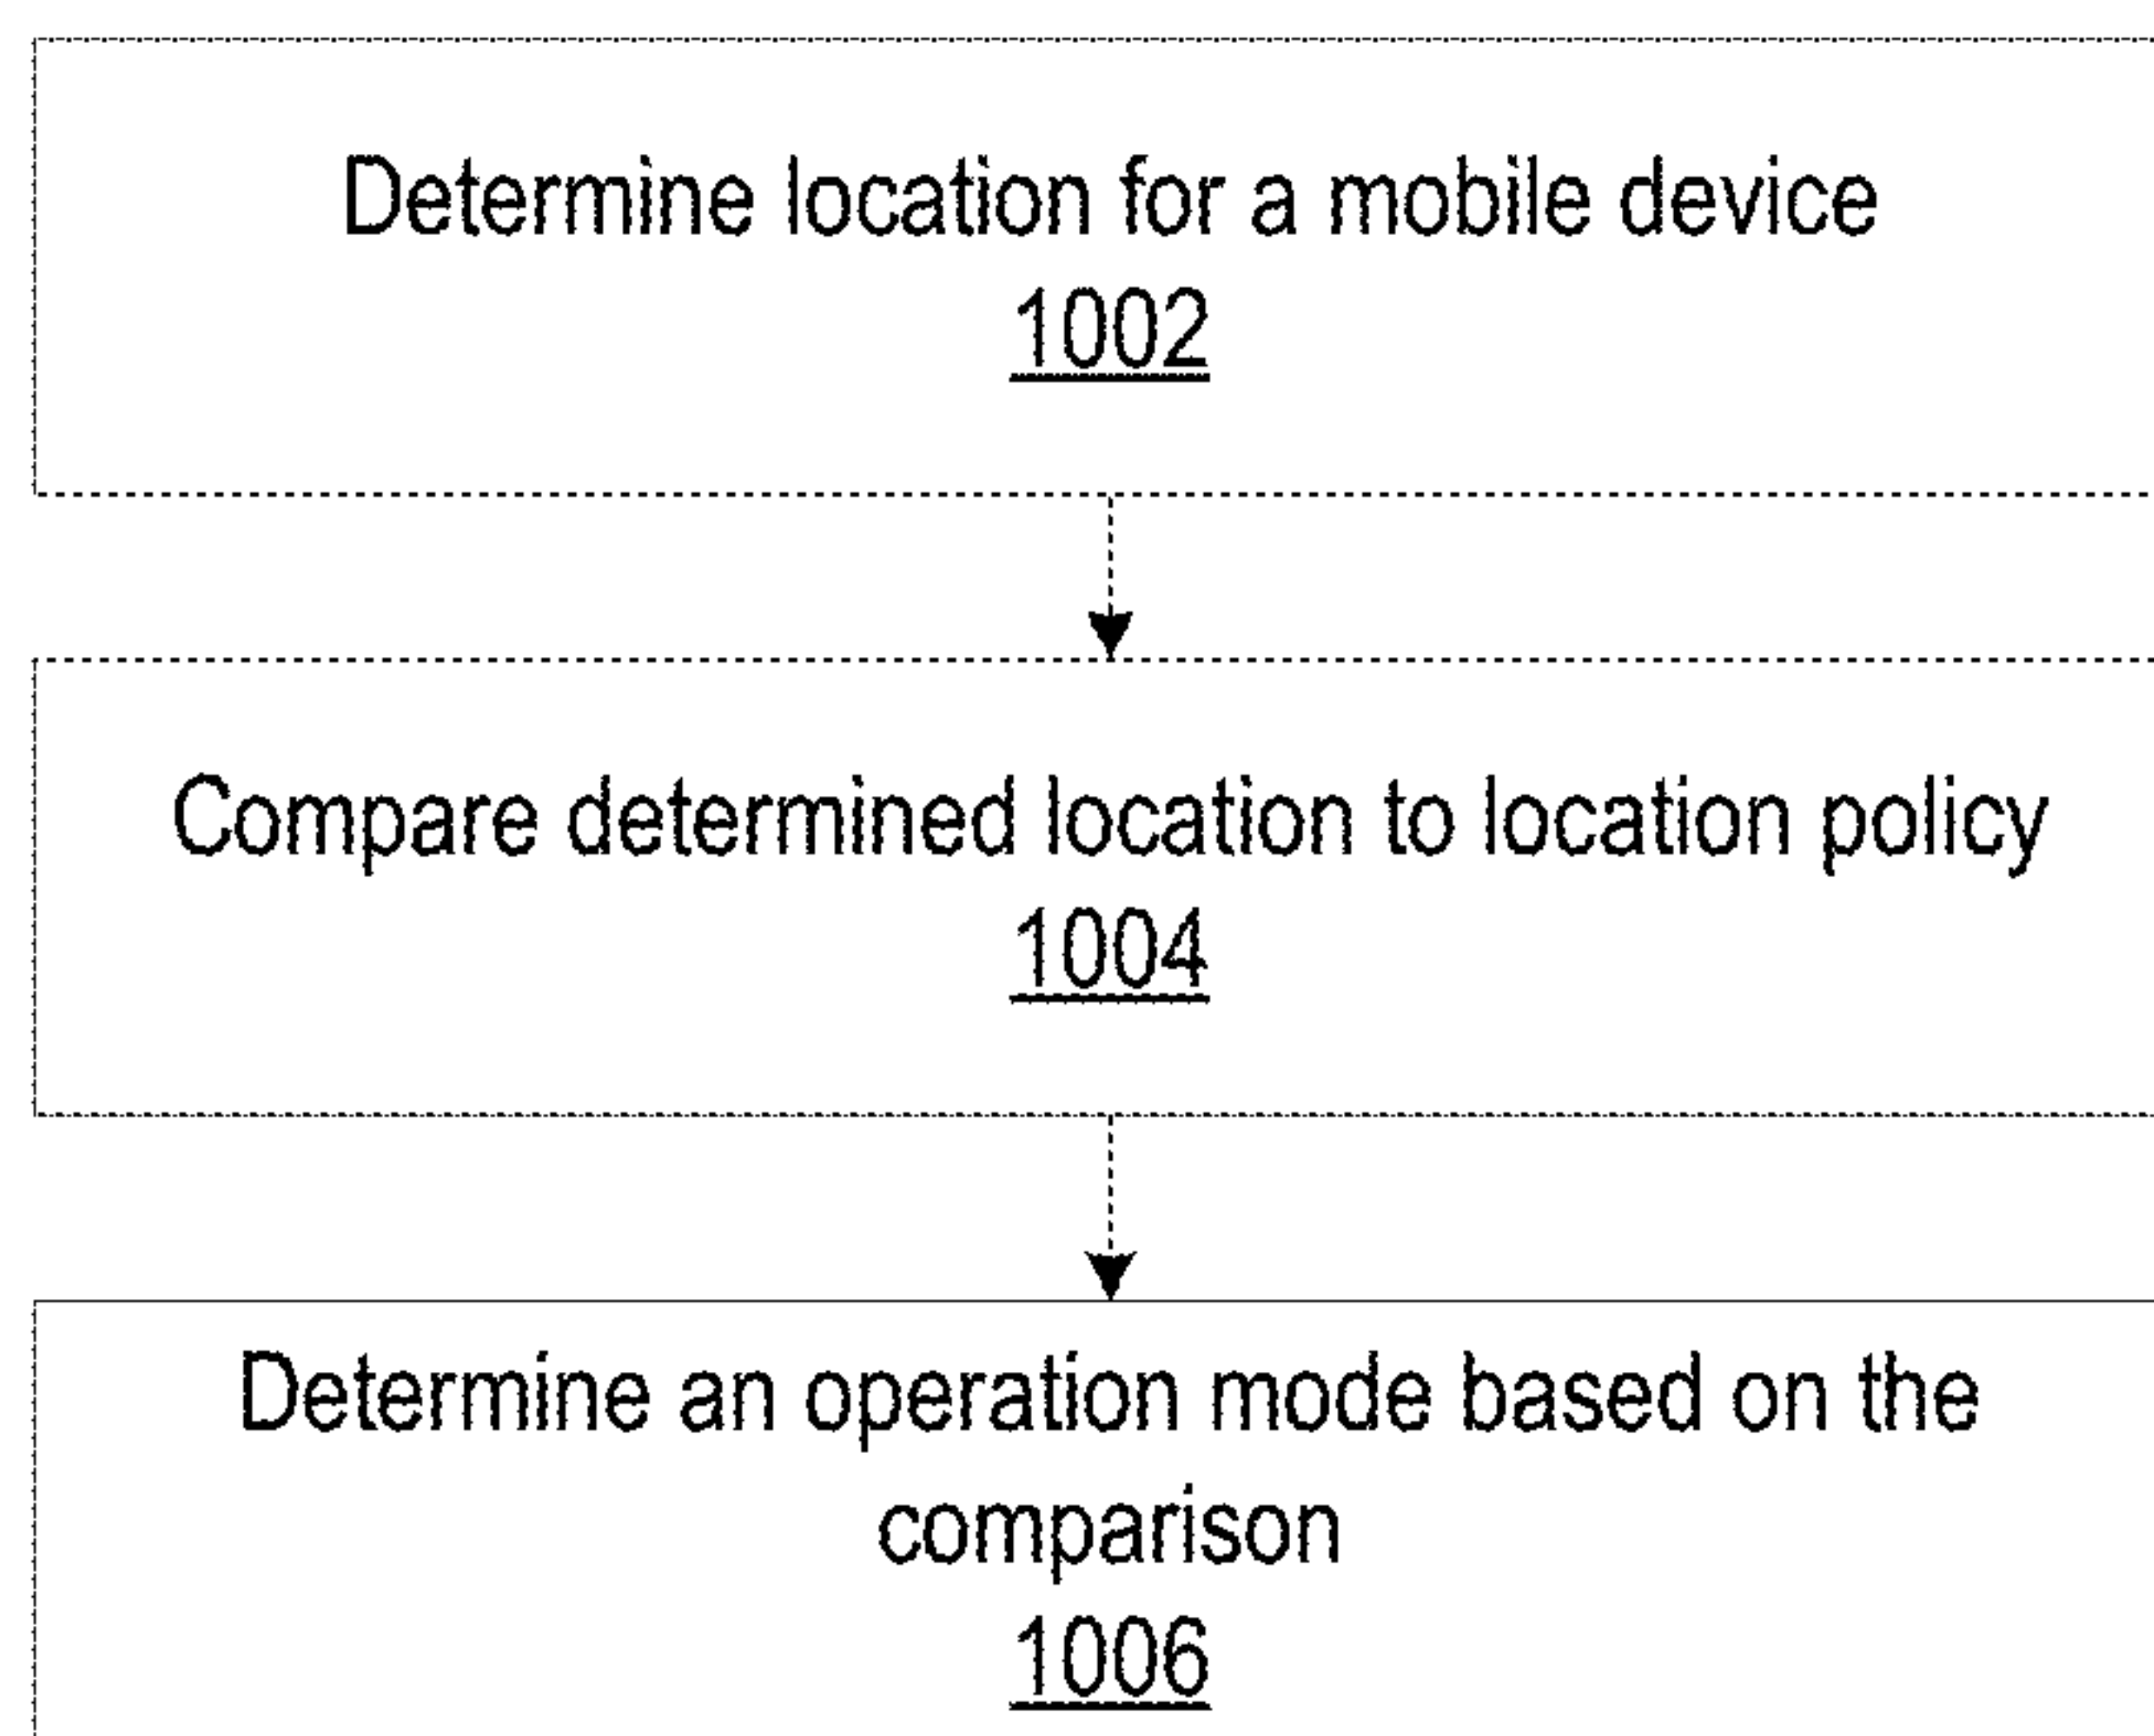 Determine location for a mobile device
1002
Compare determined location to location policy
1004
Determine an operation mode based on the
comparison
1006